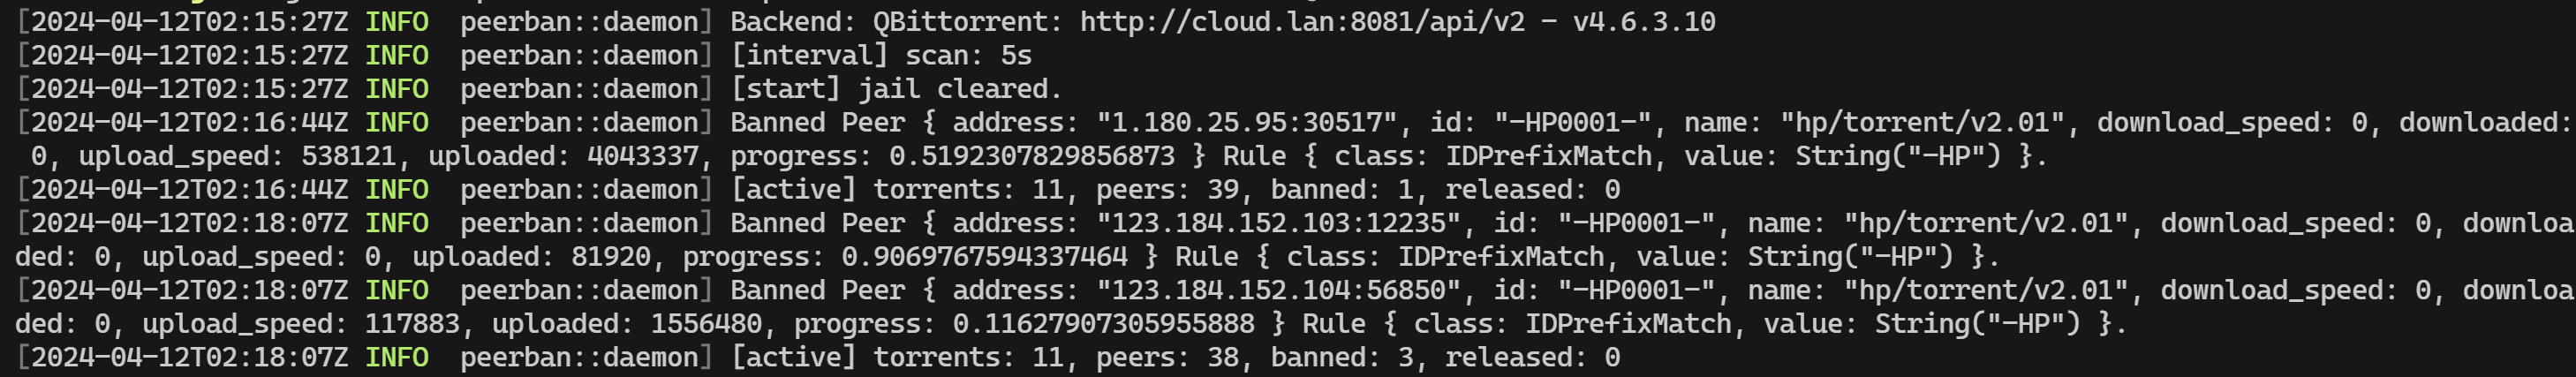 [2024-04-12T02:15:27Z INFO  peerban::daemon] Backend: QBittorrent: http://cloud.lan:8081/api/v2 - v4.6.3.10
[2024-04-12T02:15:27Z INFO  peerban::daemon] [interval] scan: 5s
[2024-04-12T02:15:27Z INFO  peerban::daemon] [start] jail cleared.
[2024-04-12T02:16:44Z INFO  peerban::daemon] Banned Peer { address: "1.180.25.95:30517", id: "-HP0001-", name: "hp/torrent/v2.01", download_speed: 0, downloaded:
 0, upload_speed: 538121, uploaded: 4043337, progress: 0.5192307829856873 } Rule { class: IDPrefixMatch, value: String("-HP") }.
[2024-04-12T02:16:44Z INFO  peerban::daemon] [active] torrents: 11, peers: 39, banned: 1, released: 0
[2024-04-12T02:18:07Z INFO  peerban::daemon] Banned Peer { address: "123.184.152.103:12235", id: "-HP0001-", name: "hp/torrent/v2.01", download_speed: 0, downloa
ded: 0, upload_speed: 0, uploaded: 81920, progress: 0.9069767594337464 } Rule { class: IDPrefixMatch, value: String("-HP") }.
[2024-04-12T02:18:07Z INFO  peerban::daemon] Banned Peer { address: "123.184.152.104:56850", id: "-HP0001-", name: "hp/torrent/v2.01", download_speed: 0, downloa
ded: 0, upload_speed: 117883, uploaded: 1556480, progress: 0.11627907305955888 } Rule { class: IDPrefixMatch, value: String("-HP") }.
[2024-04-12T02:18:07Z INFO  peerban::daemon] [active] torrents: 11, peers: 38, banned: 3, released: 0